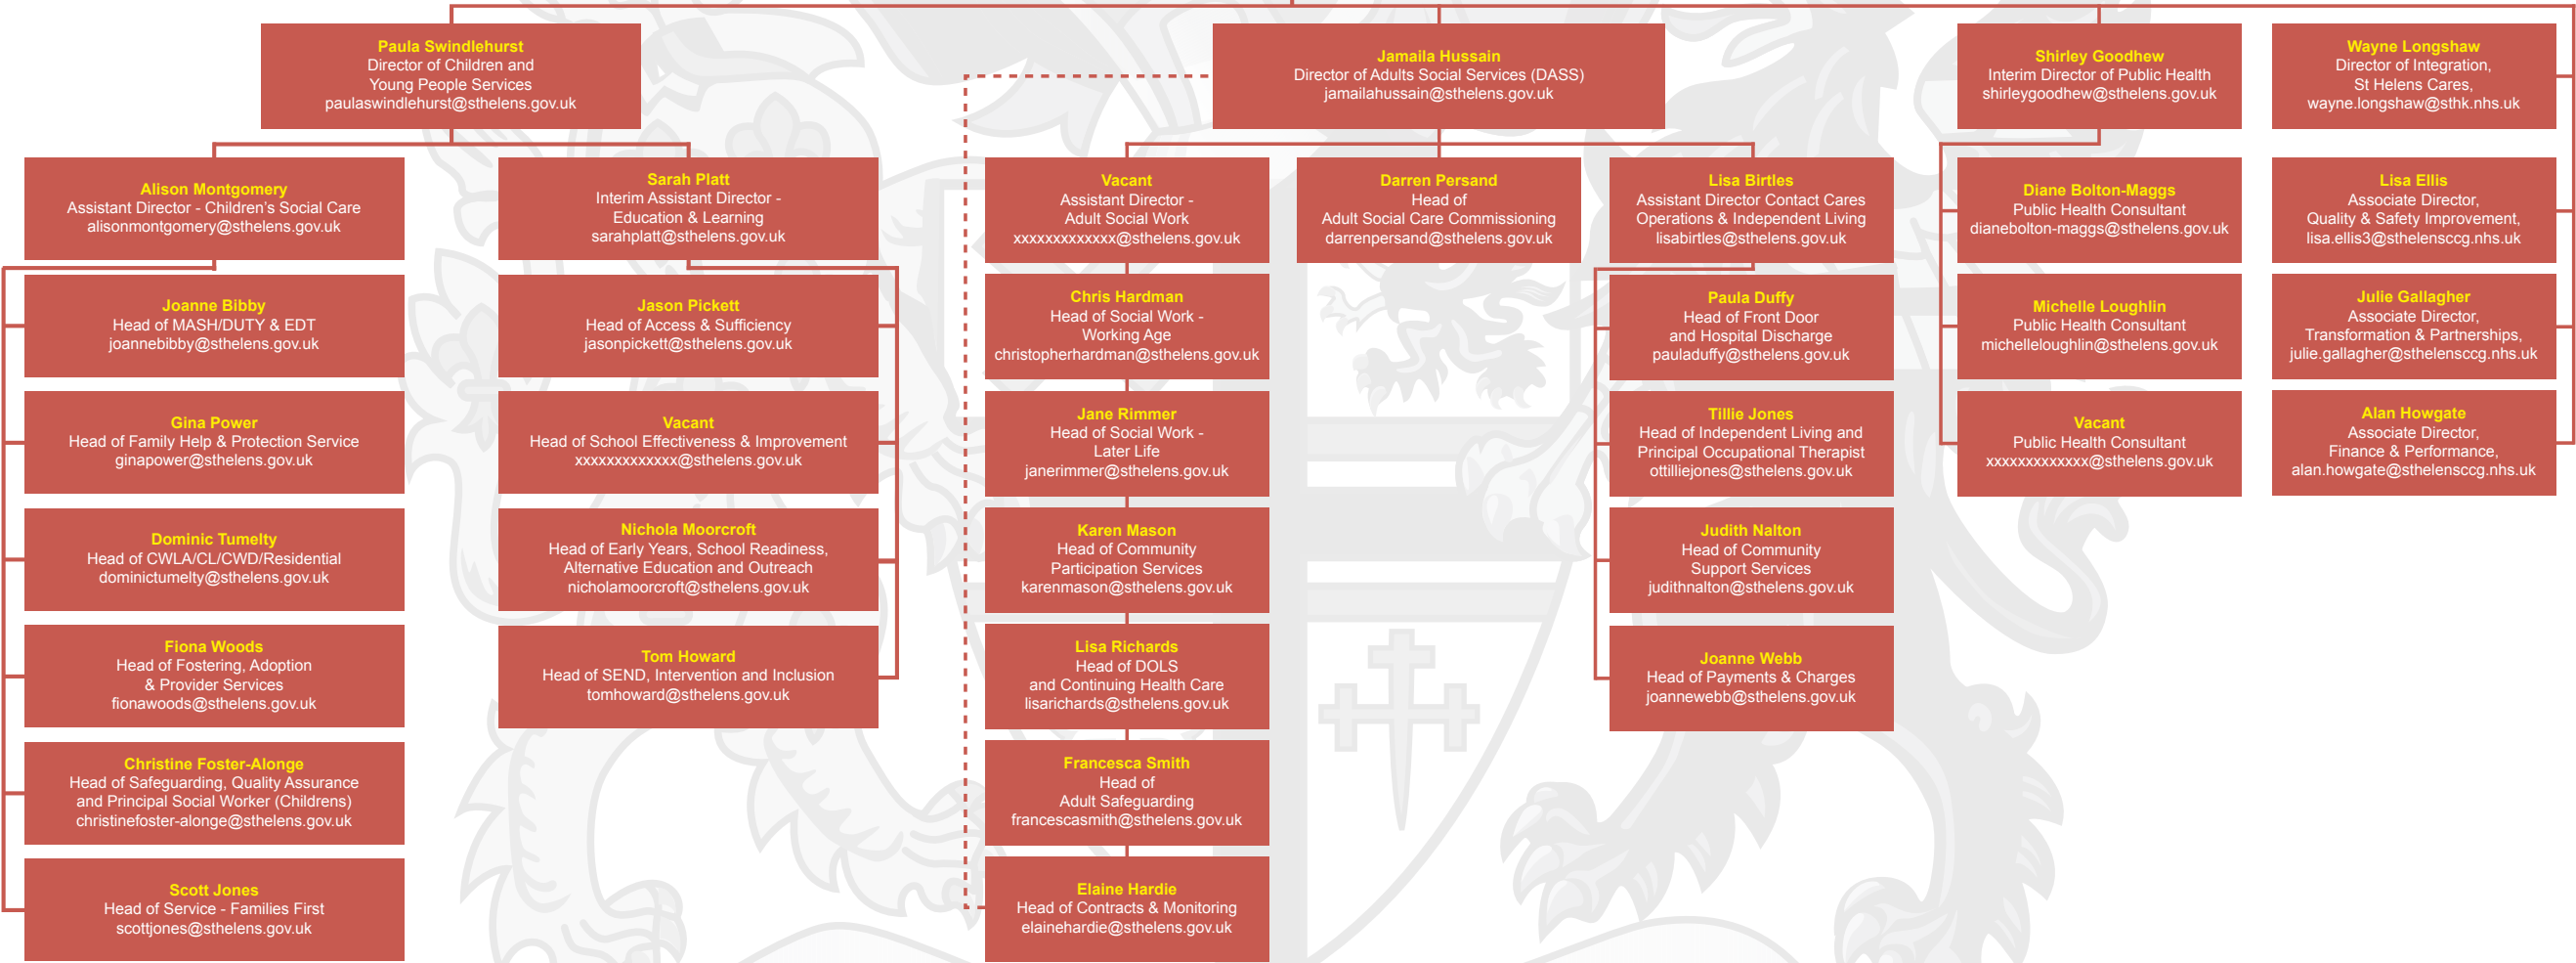 Paula Swindlehurst
Director of Children and
Young People Services
paulaswindlehurst@sthelens.gov.uk
Jamaila Hussain
Director of Adults Social Services (DASS)
jamailahussain@sthelens.gov.uk
Shirley Goodhew
Interim Director of Public Health
shirleygoodhew@sthelens.gov.uk
Wayne Longshaw
Director of Integration,
St Helens Cares,
wayne.longshaw@sthk.nhs.uk
Alison Montgomery
Assistant Director - Children’s Social Care
alisonmontgomery@sthelens.gov.uk
Joanne Bibby
Head of MASH/DUTY & EDT
joannebibby@sthelens.gov.uk
Gina Power
Head of Family Help & Protection Service
ginapower@sthelens.gov.uk
Dominic Tumelty
Head of CWLA/CL/CWD/Residential
dominictumelty@sthelens.gov.uk
Fiona Woods
Head of Fostering, Adoption
& Provider Services
fionawoods@sthelens.gov.uk
Christine Foster-Alonge
Head of Safeguarding, Quality Assurance
and Principal Social Worker (Childrens)
christinefoster-alonge@sthelens.gov.uk
Scott Jones
Head of Service - Families First
scottjones@sthelens.gov.uk
Sarah Platt
Interim Assistant Director -
Education & Learning
sarahplatt@sthelens.gov.uk
Jason Pickett
Head of Access & Sufficiency
jasonpickett@sthelens.gov.uk
Vacant
Head of School Effectiveness & Improvement
xxxxxxxxxxxxx@sthelens.gov.uk
Nichola Moorcroft
Head of Early Years, School Readiness,
Alternative Education and Outreach
nicholamoorcroft@sthelens.gov.uk
Tom Howard
Head of SEND, Intervention and Inclusion
tomhoward@sthelens.gov.uk
Vacant
Assistant Director -
Adult Social Work
xxxxxxxxxxxxx@sthelens.gov.uk
Chris Hardman
Head of Social Work -
Working Age
christopherhardman@sthelens.gov.uk
Jane Rimmer
Head of Social Work -
Later Life
janerimmer@sthelens.gov.uk
Karen Mason
Head of Community
Participation Services
karenmason@sthelens.gov.uk
Lisa Richards
Head of DOLS
and Continuing Health Care
lisarichards@sthelens.gov.uk
Francesca Smith
Head of
Adult Safeguarding
francescasmith@sthelens.gov.uk
Elaine Hardie
Head of Contracts & Monitoring
elainehardie@sthelens.gov.uk
Darren Persand
Head of
Adult Social Care Commissioning
darrenpersand@sthelens.gov.uk
Lisa Birtles
Assistant Director Contact Cares
Operations & Independent Living
lisabirtles@sthelens.gov.uk
Paula Duffy
Head of Front Door
and Hospital Discharge
pauladuffy@sthelens.gov.uk
Tillie Jones
Head of Independent Living and
Principal Occupational Therapist
ottilliejones@sthelens.gov.uk
Judith Nalton
Head of Community
Support Services
judithnalton@sthelens.gov.uk
Joanne Webb
Head of Payments & Charges
joannewebb@sthelens.gov.uk
Diane Bolton-Maggs
Public Health Consultant
dianebolton-maggs@sthelens.gov.uk
Michelle Loughlin
Public Health Consultant
michelleloughlin@sthelens.gov.uk
Vacant
Public Health Consultant
xxxxxxxxxxxxx@sthelens.gov.uk
Lisa Ellis
Associate Director,
Quality & Safety Improvement,
lisa.ellis3@sthelensccg.nhs.uk
Julie Gallagher
Associate Director,
Transformation & Partnerships,
julie.gallagher@sthelensccg.nhs.uk
Alan Howgate
Associate Director,
Finance & Performance,
alan.howgate@sthelensccg.nhs.uk